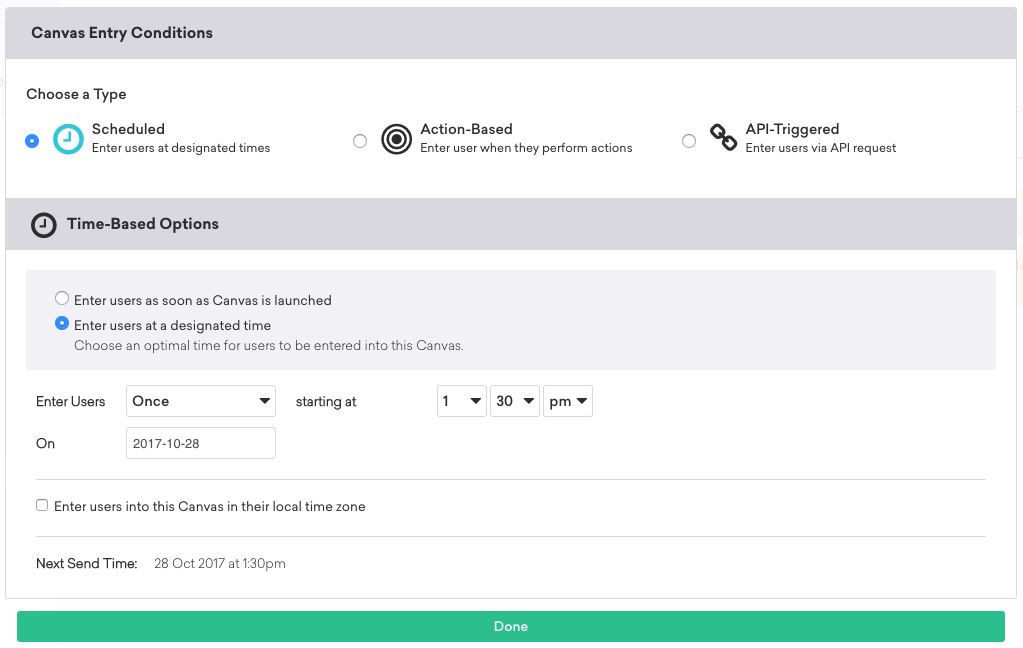 Canvas Entry Conditions
Choose a Type
Scheduled
Enter users at designated times
Action-Based
Enter user when they perform actions
API-Triggered
Enter users via API request
Time-Based Options
Enter users as soon as Canvas is launched
Enter users at a designated time
Choose an optimal time for users to be entered into this Canvas.
Enter Users Once starting at 1 30 pm
On 2017-10-28
Enter users into this Canvas in their local time zone
Next Send Time: 28 Oct 2017 at 1:30pm
Done